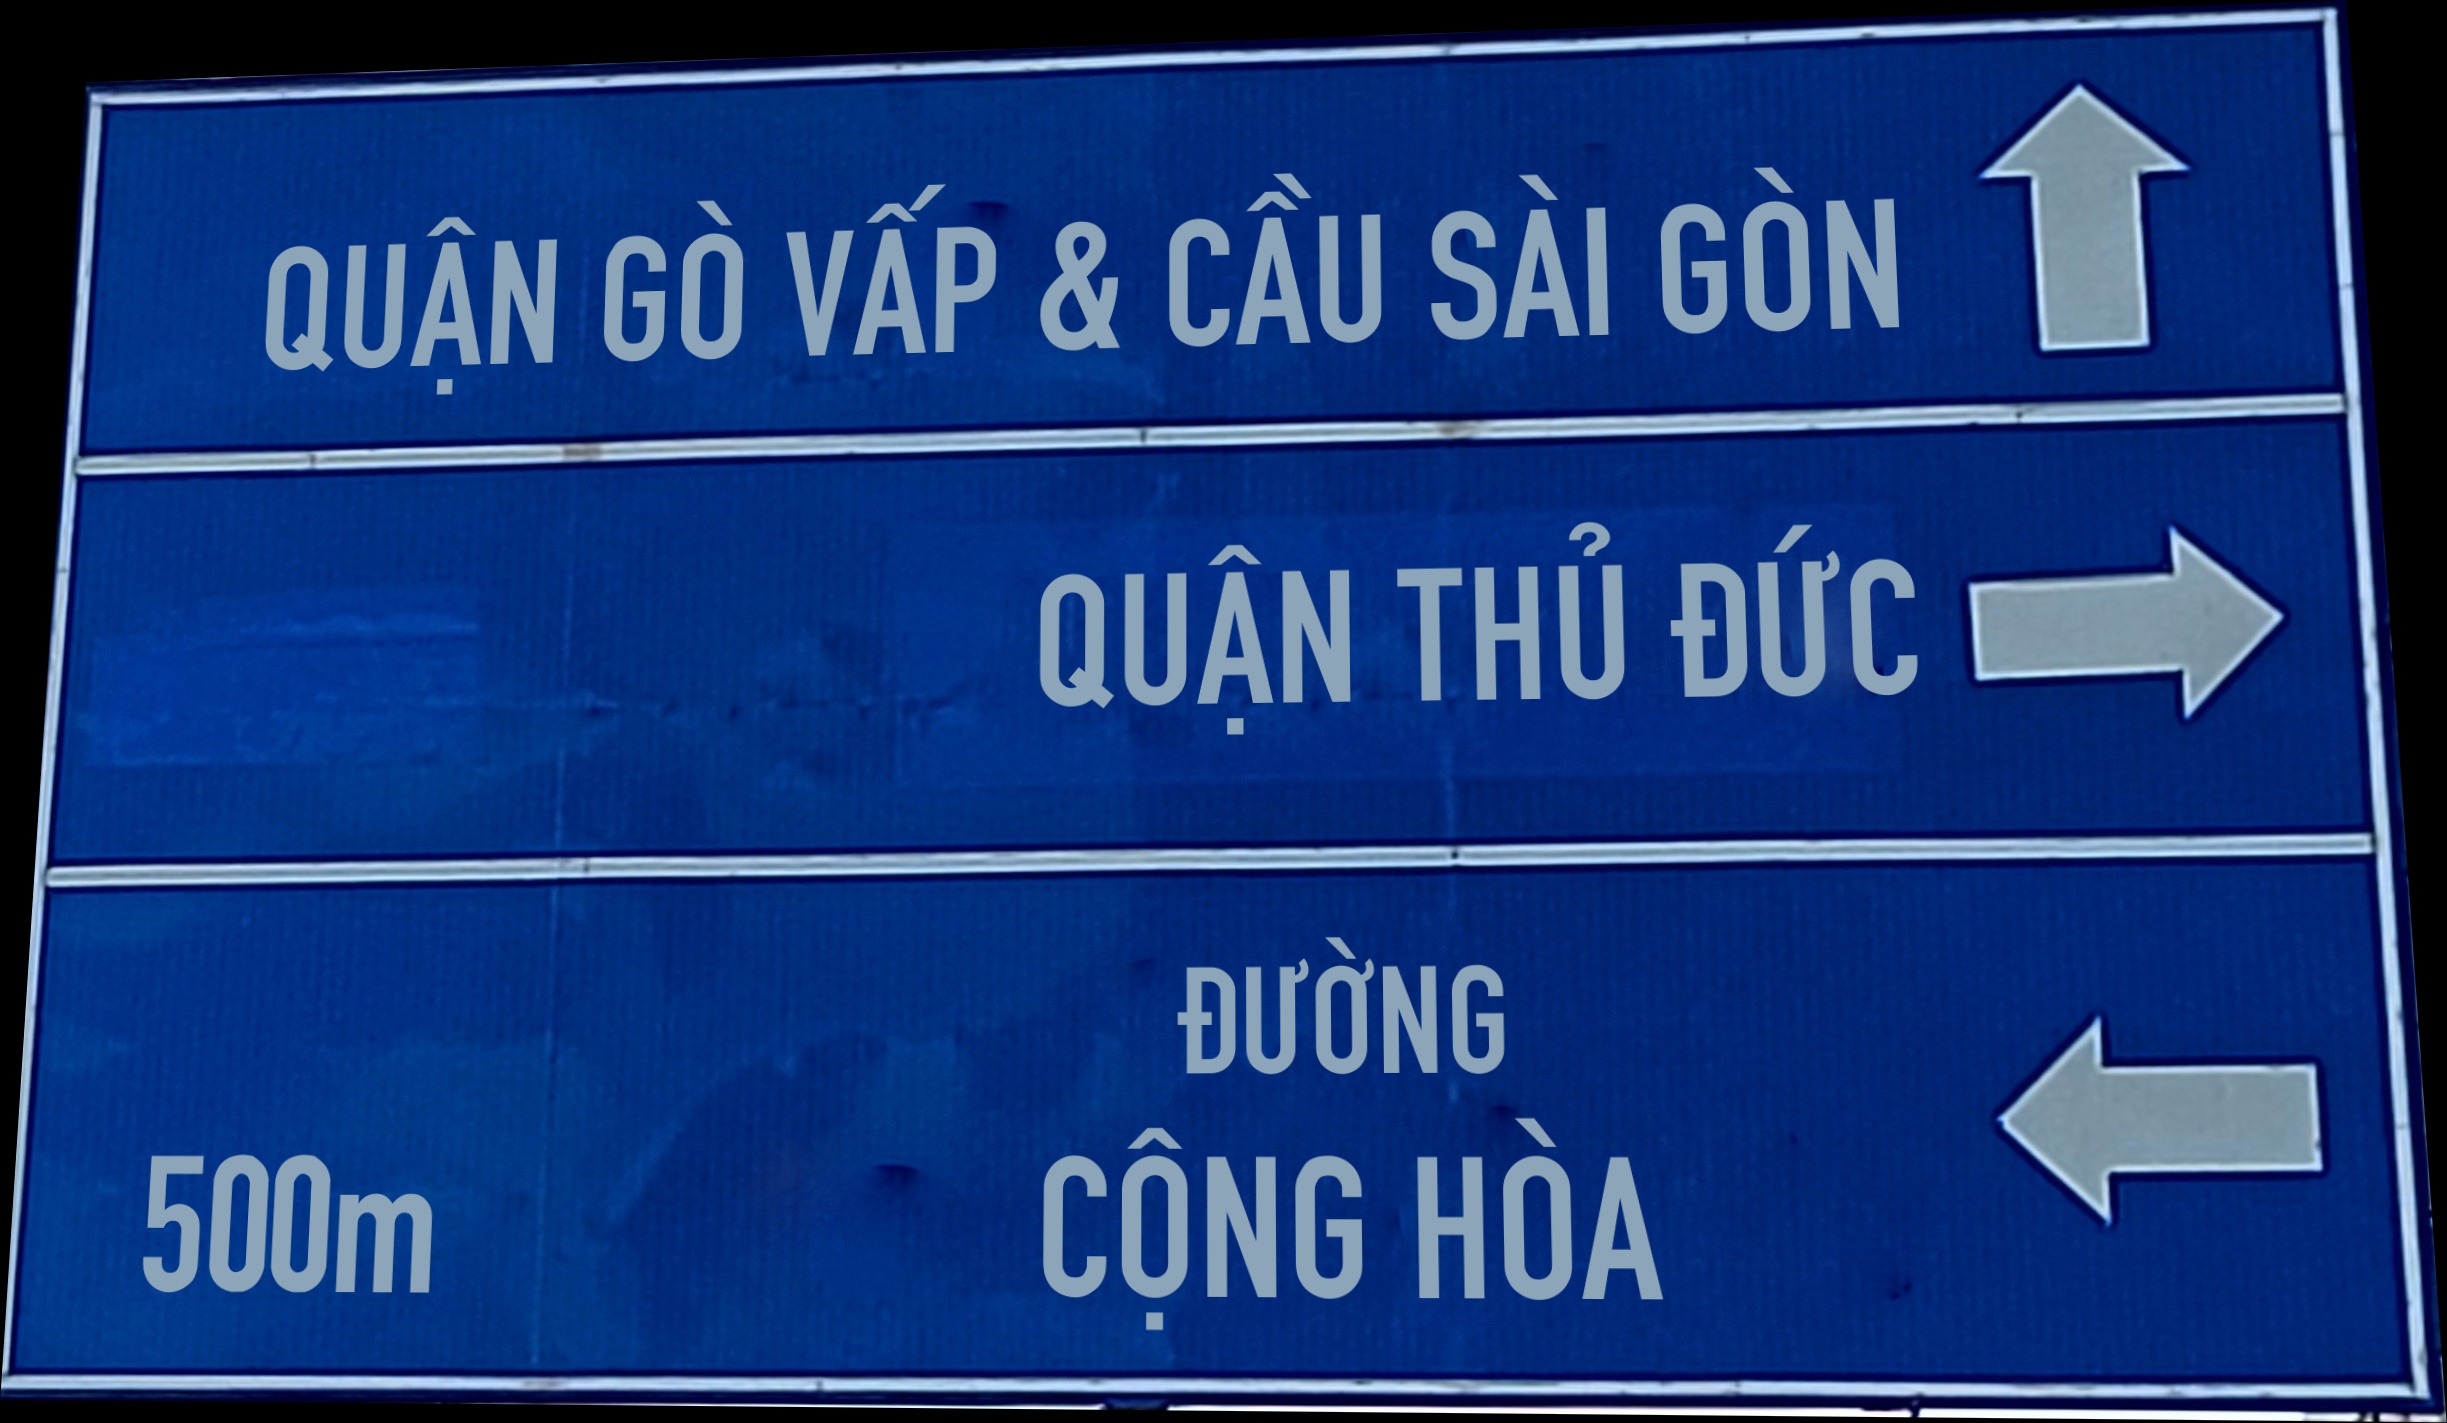 QUẬN GÒ VẤP & CẦU SÀI GÒN
QUẬN THỦ ĐỨC
ĐƯỜNG
CỘNG HÒA
500m